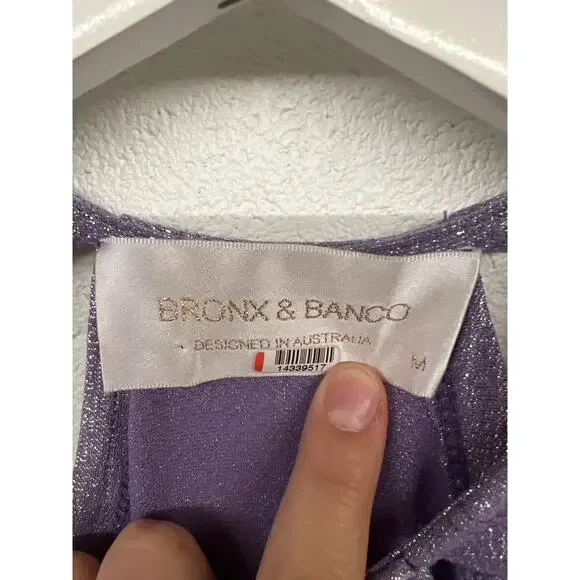 BRONX & BANCO
DESIGNED IN AUSTRALIA
M
14339517